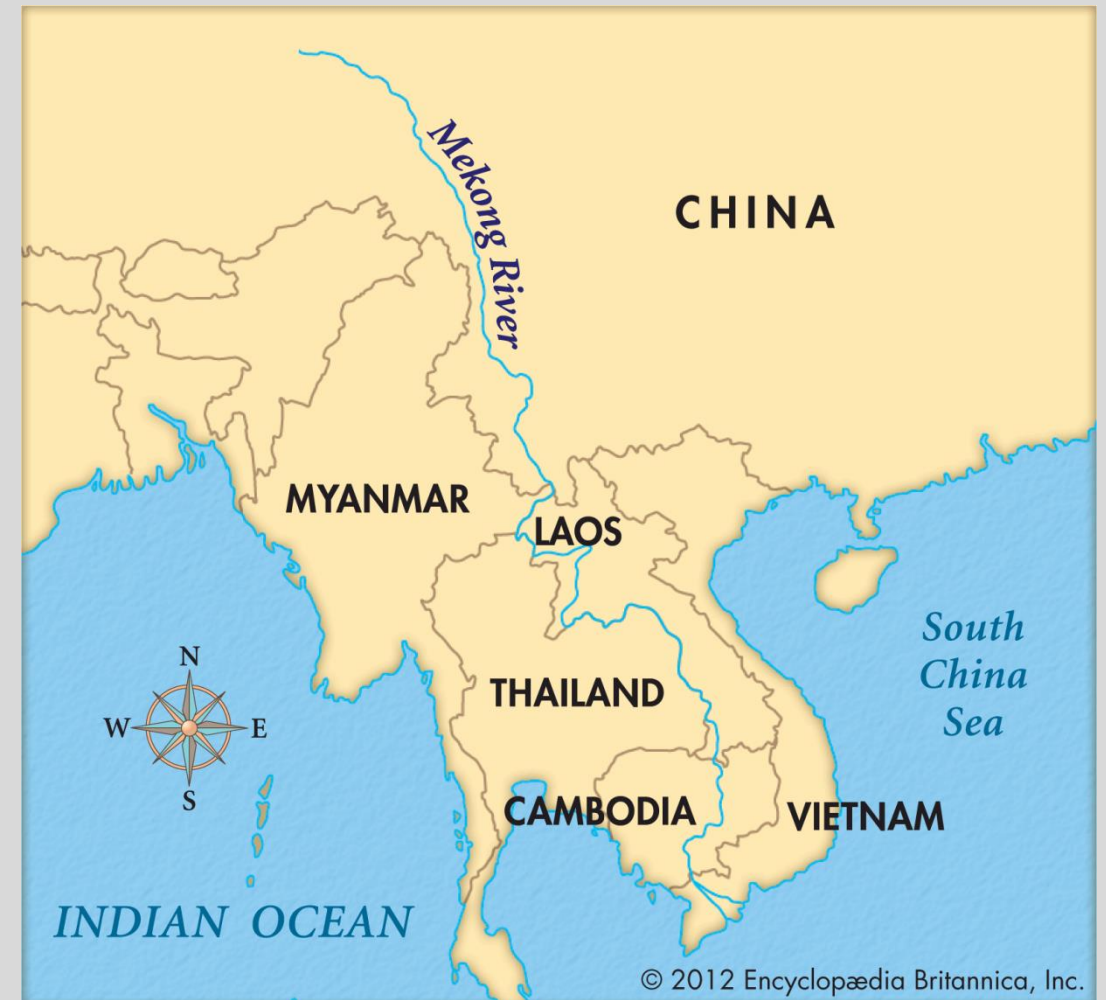 Mekong River
CHINA
MYANMAR
LAOS
South
China
Sea
N
W
E
S
THAILAND
CAMBODIA
VIETNAM
INDIAN OCEAN
© 2012 Encyclopædia Britannica, Inc.